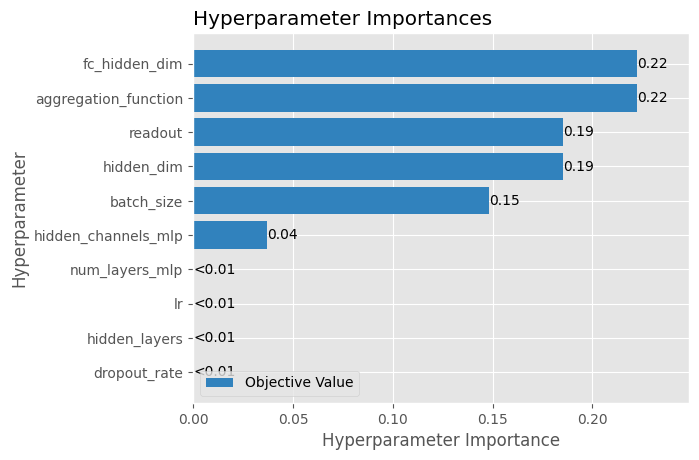 Hyperparameter Importances
Hyperparameter
fc_hidden_dim 0.22
aggregation_function 0.22
readout 0.19
hidden_dim 0.19
batch_size 0.15
hidden_channels_mlp 0.04
num_layers_mlp <0.01
lr <0.01
hidden_layers <0.01
dropout_rate <0.01
Objective Value
0.00 0.05 0.10 0.15 0.20
Hyperparameter Importance